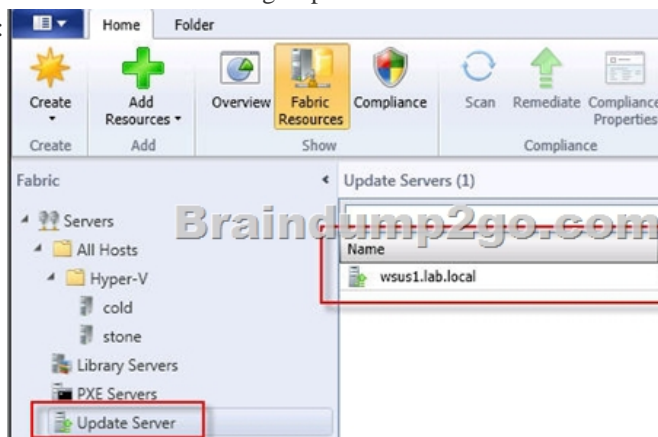 :
Home Folder
Create Add Resources Overview Fabric Resources Compliance Scan Remediate Compliance Properties
Create Add Show Compliance
Fabric
Update Servers (1)
Servers
Braindump2go.com
All Hosts
Name
Hyper-V
wsus1.lab.local
cold
stone
Library Servers
PXE Servers
Update Server